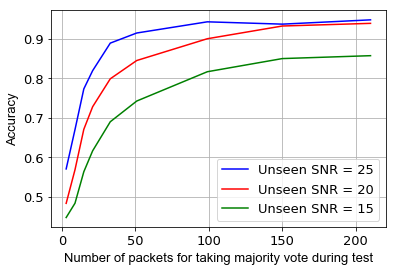 0.9
0.8
0.7
0.6
0.5
Accuracy
Unseen SNR = 25
Unseen SNR = 20
Unseen SNR = 15
0 50 100 150 200
Number of packets for taking majority vote during test